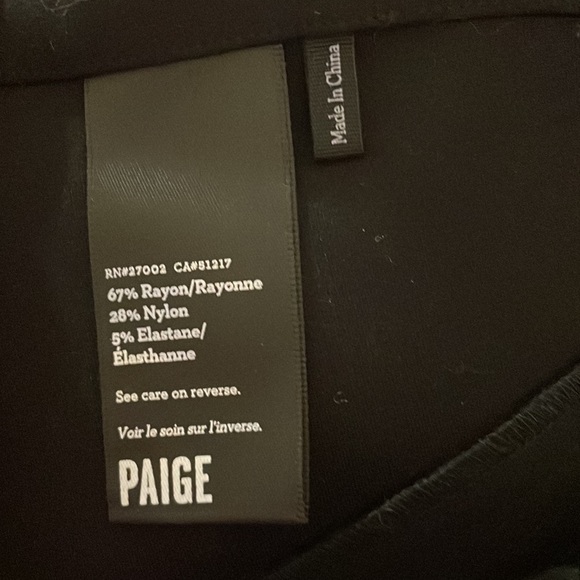 Made In China
RN#27002 CA#51217
67% Rayon/Rayonne
28% Nylon
5% Elastane/
Élasthanne
See care on reverse.
Voir le soin sur l'inverse.
PAIGE